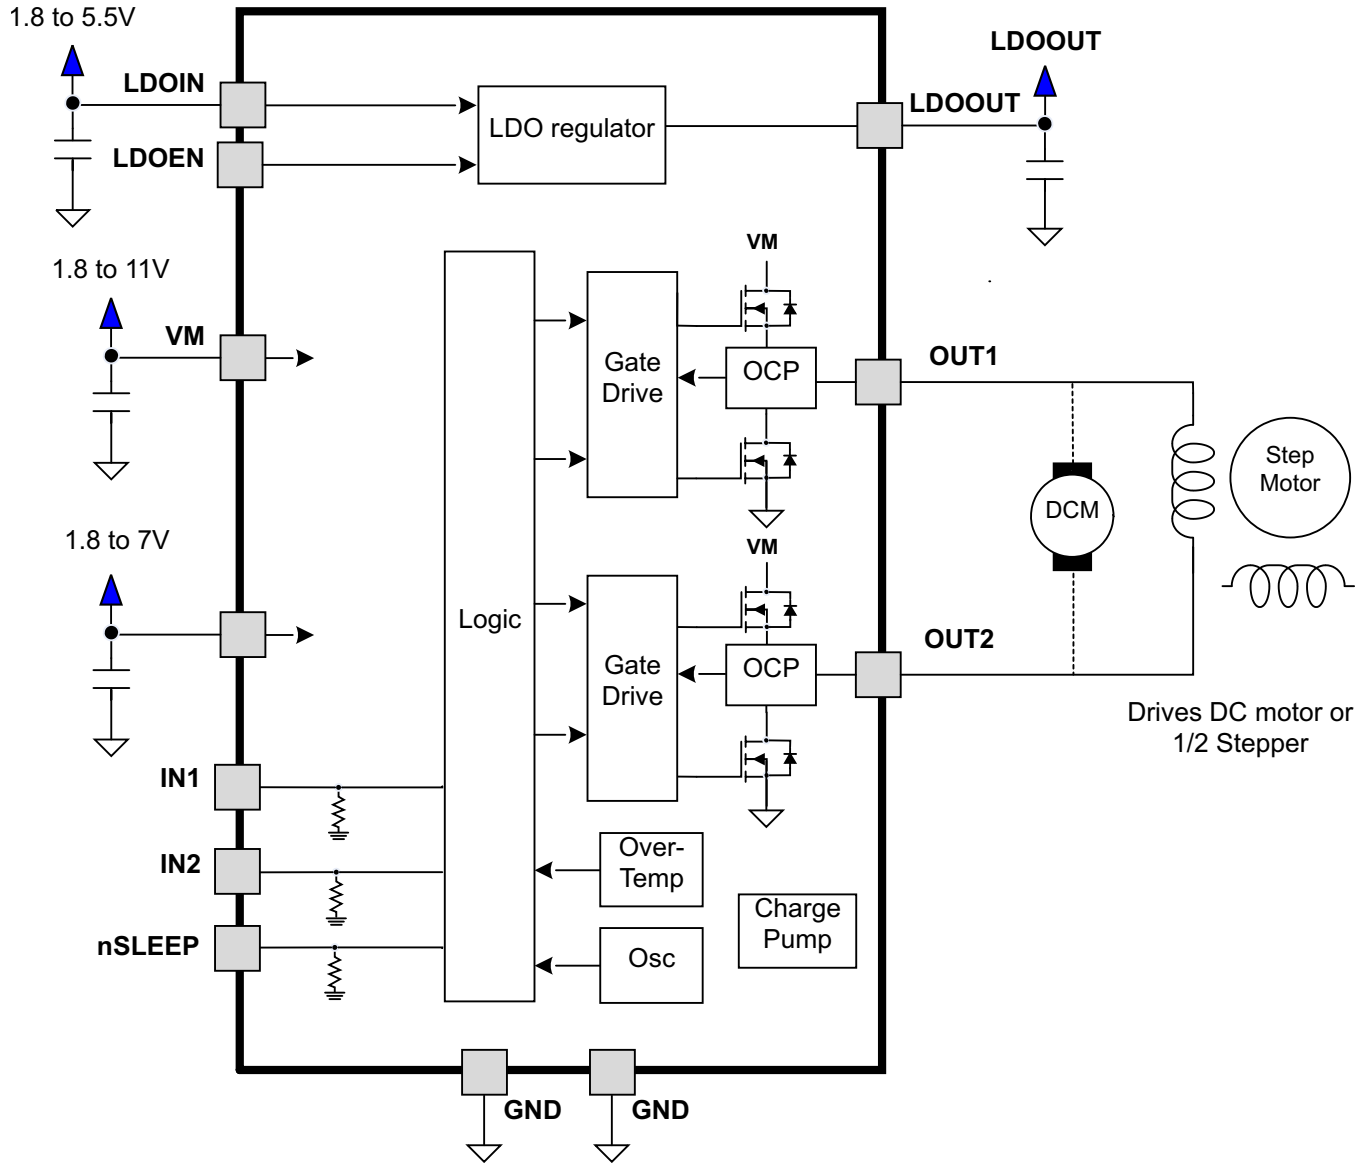 1.8 to 5.5V
LDOIN
LDOEN
LDO regulator
LDOOUT
LDOOUT
1.8 to 11V
VM
VM
Gate
Drive
OCP
OUT1
DCM
Step
Motor
1.8 to 7V
Logic
VM
Gate
Drive
OCP
OUT2
Drives DC motor or
1/2 Stepper
IN1
IN2
nSLEEP
Over-
Temp
Osc
Charge
Pump
GND
GND